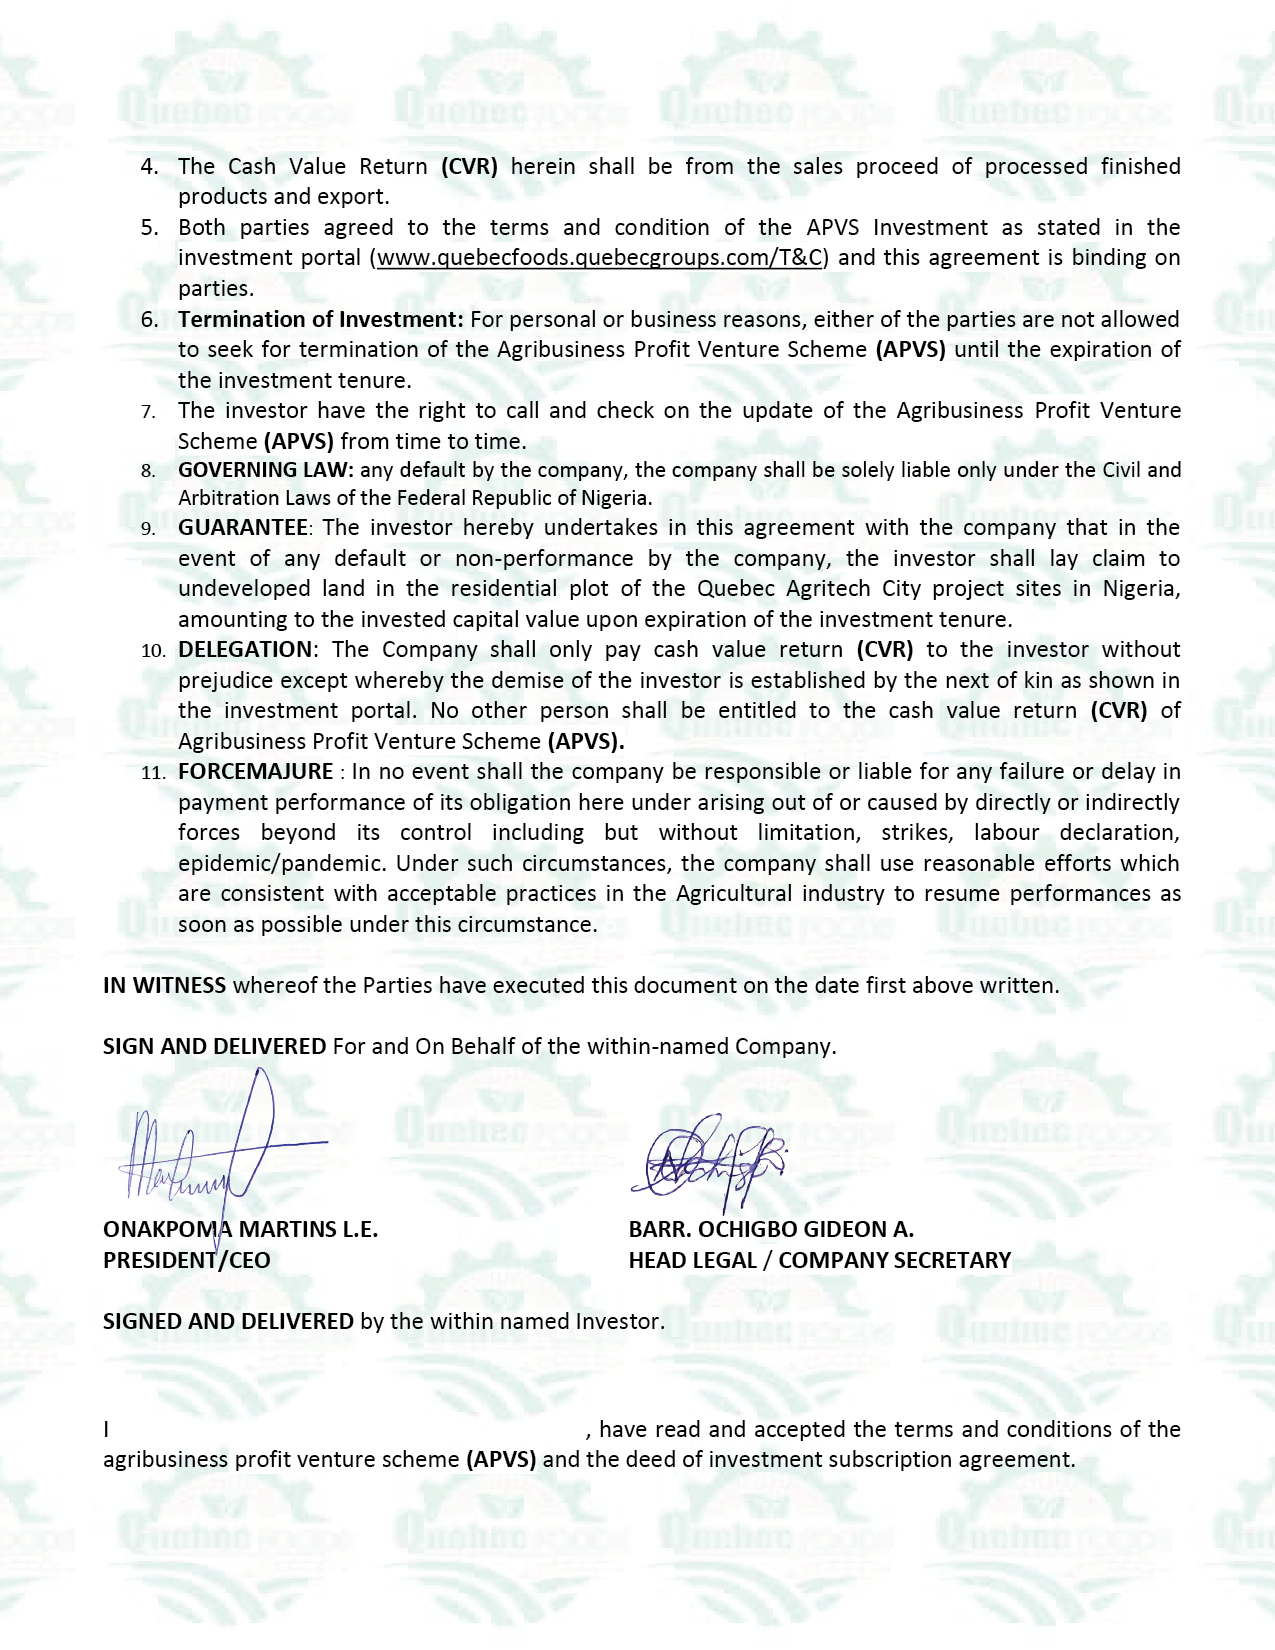 4. The Cash Value Return (CVR) herein shall be from the sales proceed of processed finished
products and export.
5. Both parties agreed to the terms and condition of the APVS Investment as stated in the
investment portal (www.quebecfoods.quebecgroups.com/T&C) and this agreement is binding on
parties.
6. Termination of Investment: For personal or business reasons, either of the parties are not allowed
to seek for termination of the Agribusiness Profit Venture Scheme (APVS) until the expiration of
the investment tenure.
7. The investor have the right to call and check on the update of the Agribusiness Profit Venture
Scheme (APVS) from time to time.
8. GOVERNING LAW: any default by the company, the company shall be solely liable only under the Civil and
Arbitration Laws of the Federal Republic of Nigeria.
9. GUARANTEE: The investor hereby undertakes in this agreement with the company that in the
event of any default or non-performance by the company, the investor shall lay claim to
undeveloped land in the residential plot of the Quebec Agritech City project sites in Nigeria,
amounting to the invested capital value upon expiration of the investment tenure.
10. DELEGATION: The Company shall only pay cash value return (CVR) to the investor without
prejudice except whereby the demise of the investor is established by the next of kin as shown in
the investment portal. No other person shall be entitled to the cash value return (CVR) of
Agribusiness Profit Venture Scheme (APVS).
11. FORCEMAJURE : In no event shall the company be responsible or liable for any failure or delay in
payment performance of its obligation here under arising out of or caused by directly or indirectly
forces beyond its control including but without limitation, strikes, labour declaration,
epidemic/pandemic. Under such circumstances, the company shall use reasonable efforts which
are consistent with acceptable practices in the Agricultural industry to resume performances as
soon as possible under this circumstance.
IN WITNESS whereof the Parties have executed this document on the date first above written.
SIGN AND DELIVERED For and On Behalf of the within-named Company.
ONAKPOMA MARTINS L.E. BARR. OCHIGBO GIDEON A.
PRESIDENT/CEO HEAD LEGAL / COMPANY SECRETARY
SIGNED AND DELIVERED by the within named Investor.
I , have read and accepted the terms and conditions of the
agribusiness profit venture scheme (APVS) and the deed of investment subscription agreement.